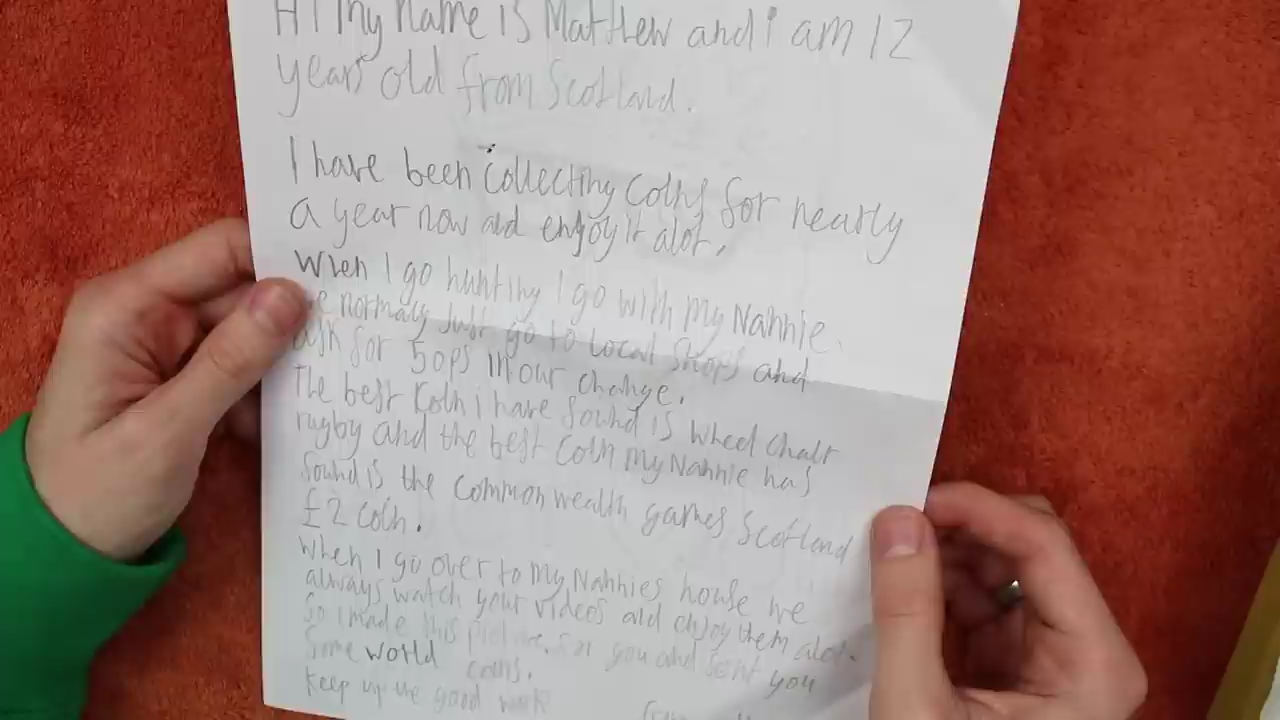 Hi my name is Matthew and i am 12
years old from Scotland.
I have been collecting coins for nearly
a year now and enjoy it alot.
When I go hunting I go with my Nannie.
we normaly just go to local shops and
ask for 50ps in our change.
The best coin I have found is wheel chair
rugby and the best coin my Nannie has
found is the common wealth games Scotland
£2 coin.
When I go over to my Nannies house we
always watch your videos and enjoy them alot.
So I made this picture for you and sent you
some world coins.
keep up the good work
from